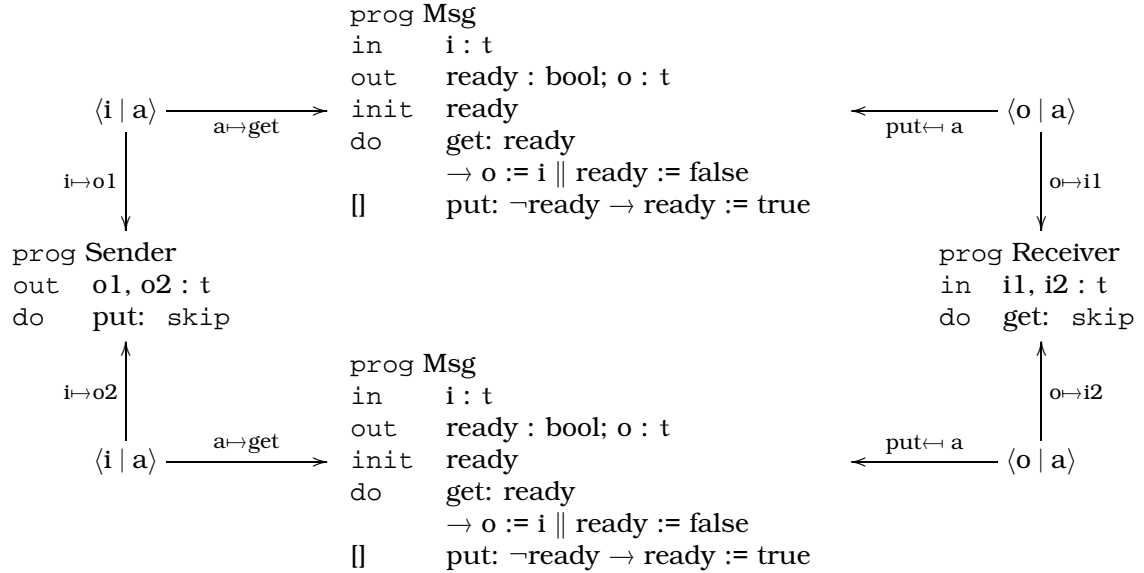 prog Msg
in i : t
out ready : bool; o : t
⟨i | a⟩ a↦get init ready put↤ a ⟨o | a⟩
do get: ready
→ o := i ∥ ready := false
i↦o1 o↦i1
[] put: ¬ready → ready := true
prog Sender prog Receiver
out o1, o2 : t in i1, i2 : t
do put: skip do get: skip
prog Msg
in i : t
i↦o2 o↦i2
out ready : bool; o : t
⟨i | a⟩ a↦get init ready put↤ a ⟨o | a⟩
do get: ready
→ o := i ∥ ready := false
[] put: ¬ready → ready := true